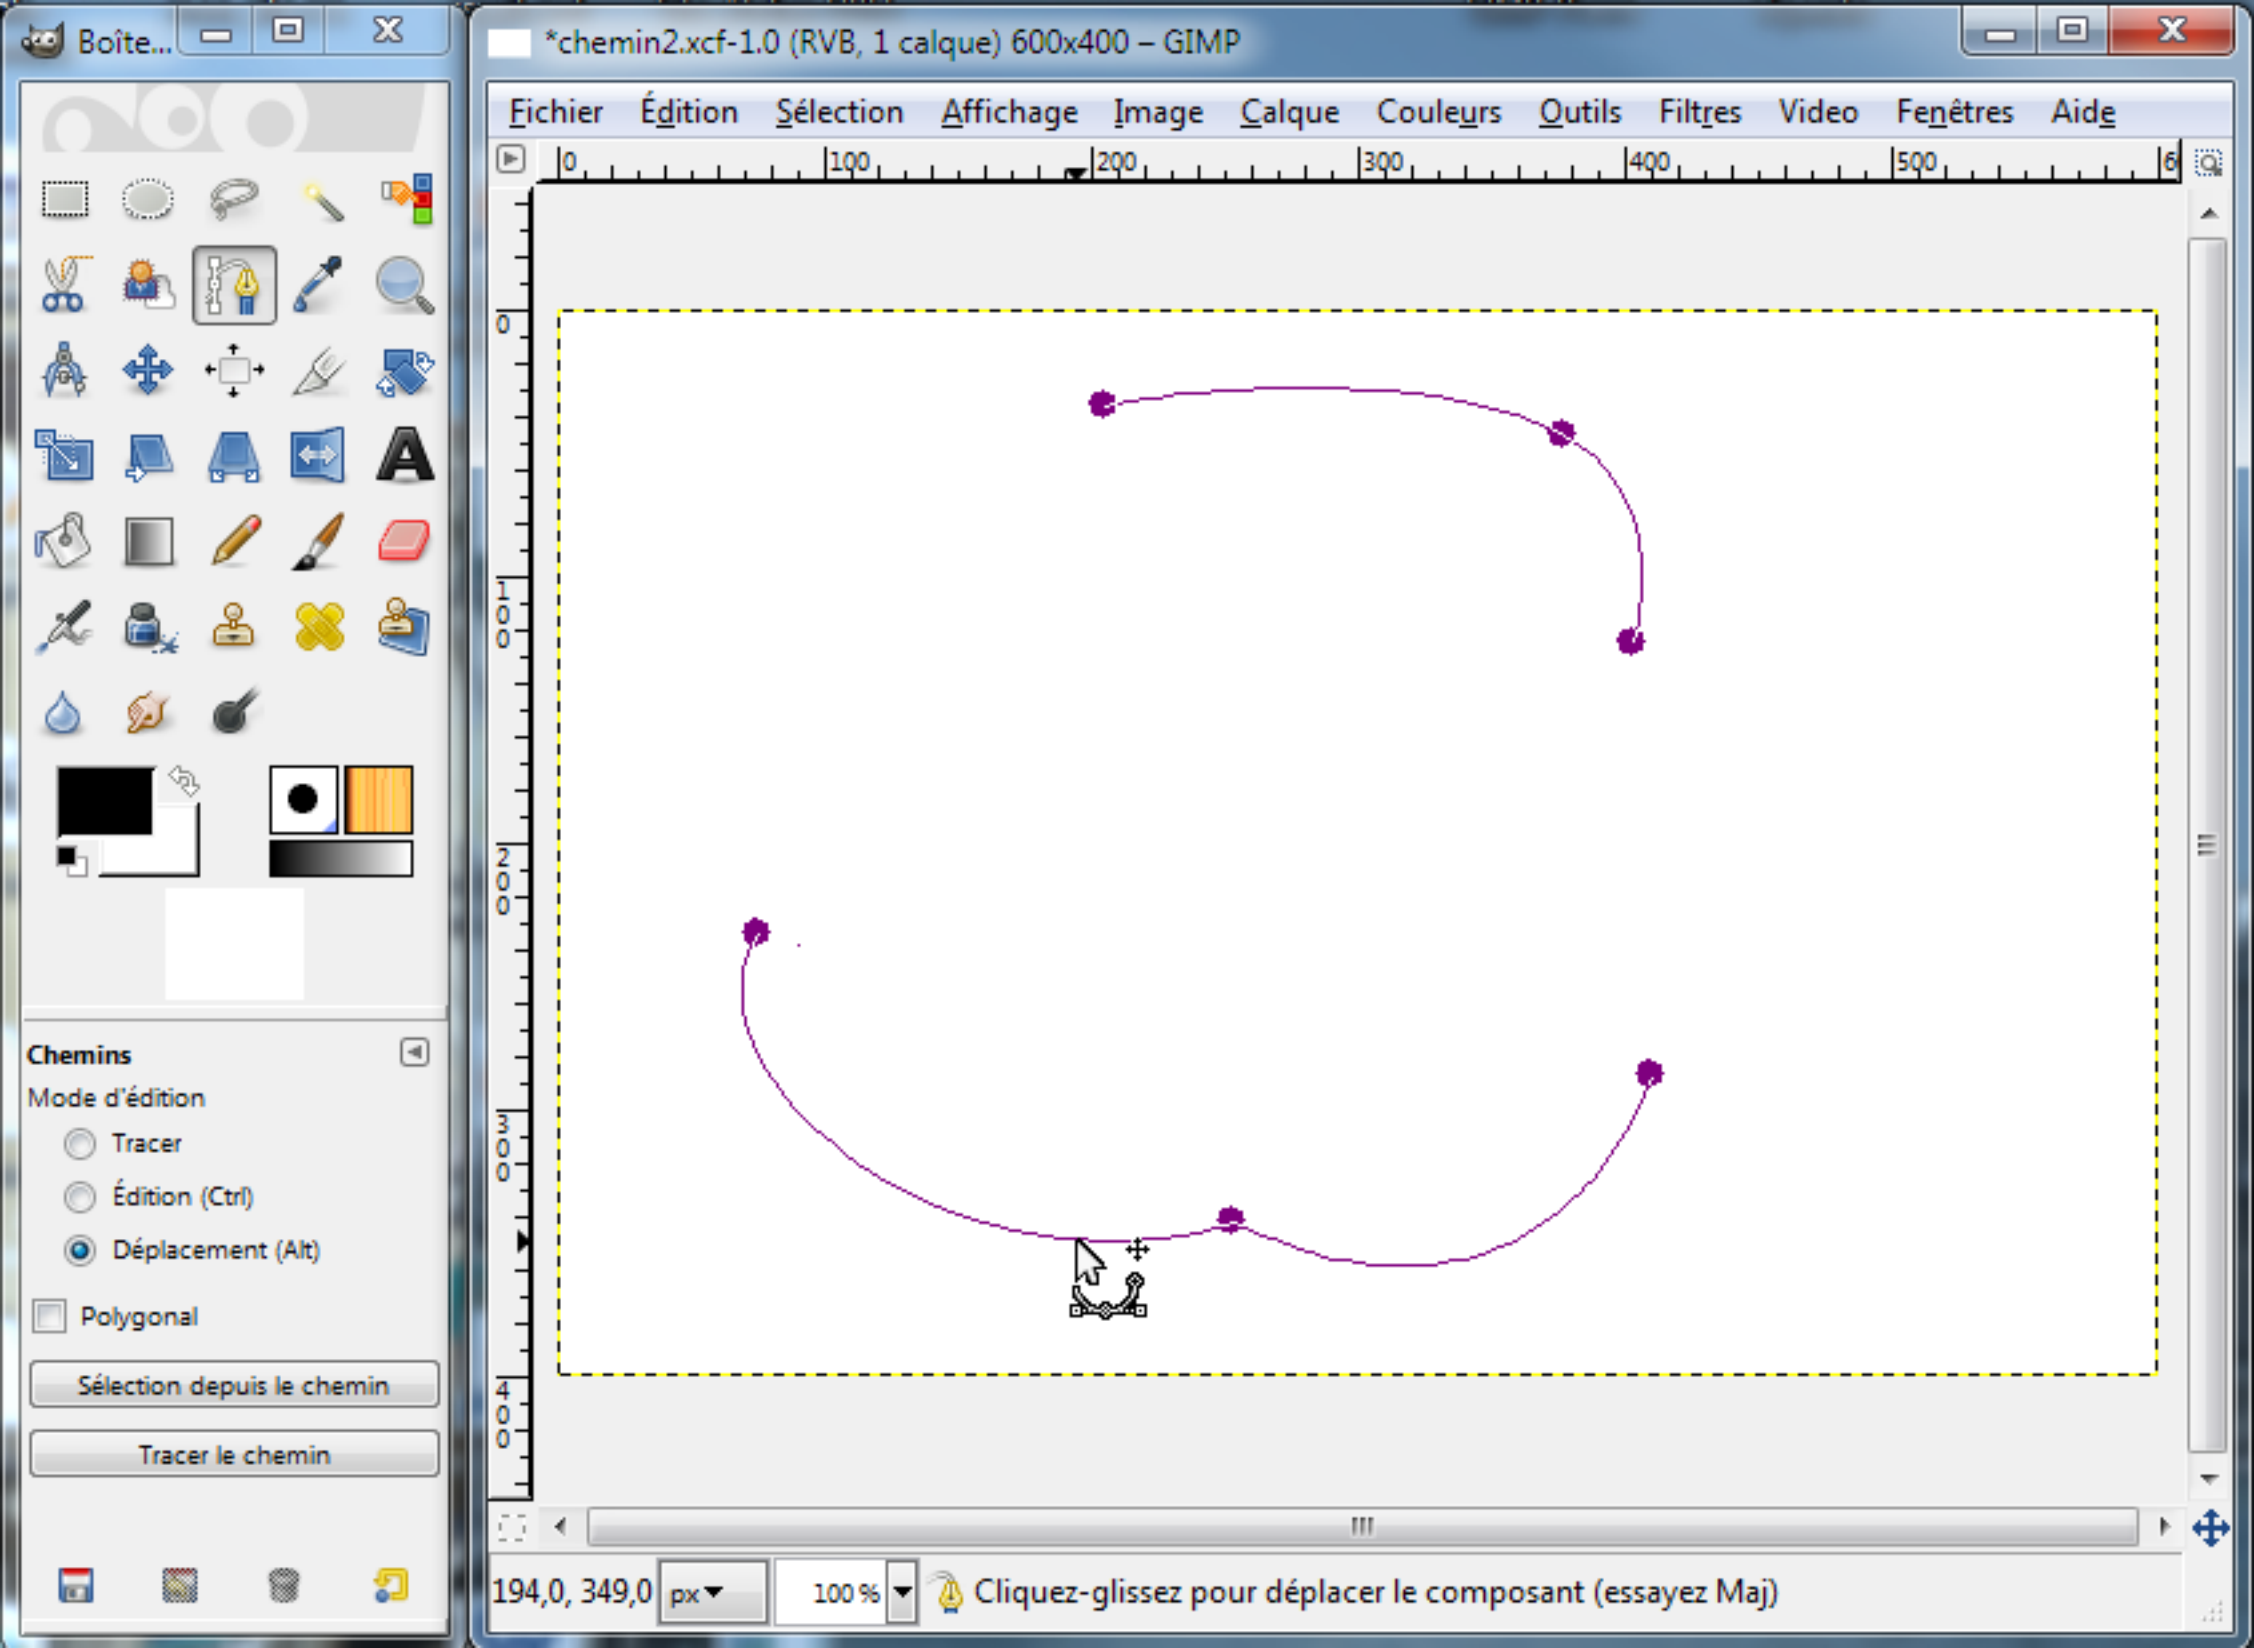 Boîte...
*chemin2.xcf-1.0 (RVB, 1 calque) 600x400 – GIMP
Fichier Édition Sélection Affichage Image Calque Couleurs Outils Filtres Video Fenêtres Aide
0 100 200 300 400 500 6
0
100
200
300
400
Chemins
Mode d'édition
Tracer
Édition (Ctrl)
Déplacement (Alt)
Polygonal
Sélection depuis le chemin
Tracer le chemin
194,0, 349,0 px 100 % Cliquez-glissez pour déplacer le composant (essayez Maj)